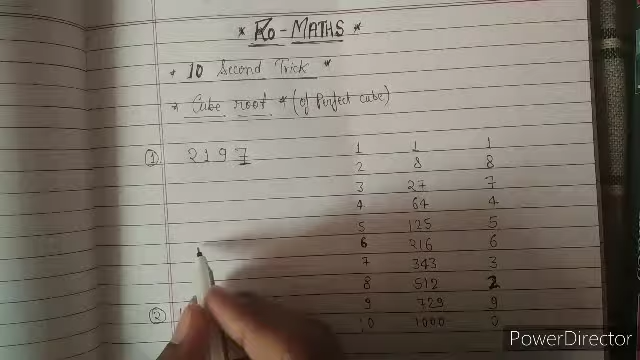 * Ro - MATHS *
* 10 Second Trick *
* Cube root * (of Perfect cube)
① 2197
1 1 1
2 8 8
3 27 7
4 64 4
5 125 5
6 216 6
7 343 3
8 512 2
9 729 9
10 1000 0
②
PowerDirector